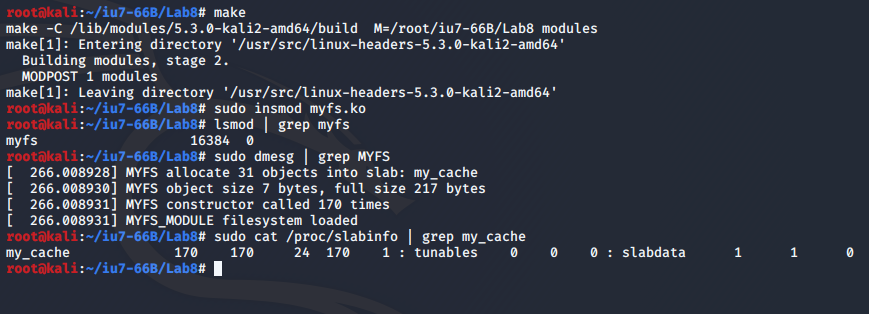 root@kali:~/iu7-66B/Lab8# make
make -C /lib/modules/5.3.0-kali2-amd64/build  M=/root/iu7-66B/Lab8 modules
make[1]: Entering directory '/usr/src/linux-headers-5.3.0-kali2-amd64'
  Building modules, stage 2.
  MODPOST 1 modules
make[1]: Leaving directory '/usr/src/linux-headers-5.3.0-kali2-amd64'
root@kali:~/iu7-66B/Lab8# sudo insmod myfs.ko
root@kali:~/iu7-66B/Lab8# lsmod | grep myfs
myfs                   16384  0
root@kali:~/iu7-66B/Lab8# sudo dmesg | grep MYFS
[  266.008928] MYFS allocate 31 objects into slab: my_cache
[  266.008930] MYFS object size 7 bytes, full size 217 bytes
[  266.008931] MYFS constructor called 170 times
[  266.008931] MYFS_MODULE filesystem loaded
root@kali:~/iu7-66B/Lab8# sudo cat /proc/slabinfo | grep my_cache
my_cache             170    170     24  170    1 : tunables    0    0    0 : slabdata      1      1      0
root@kali:~/iu7-66B/Lab8#